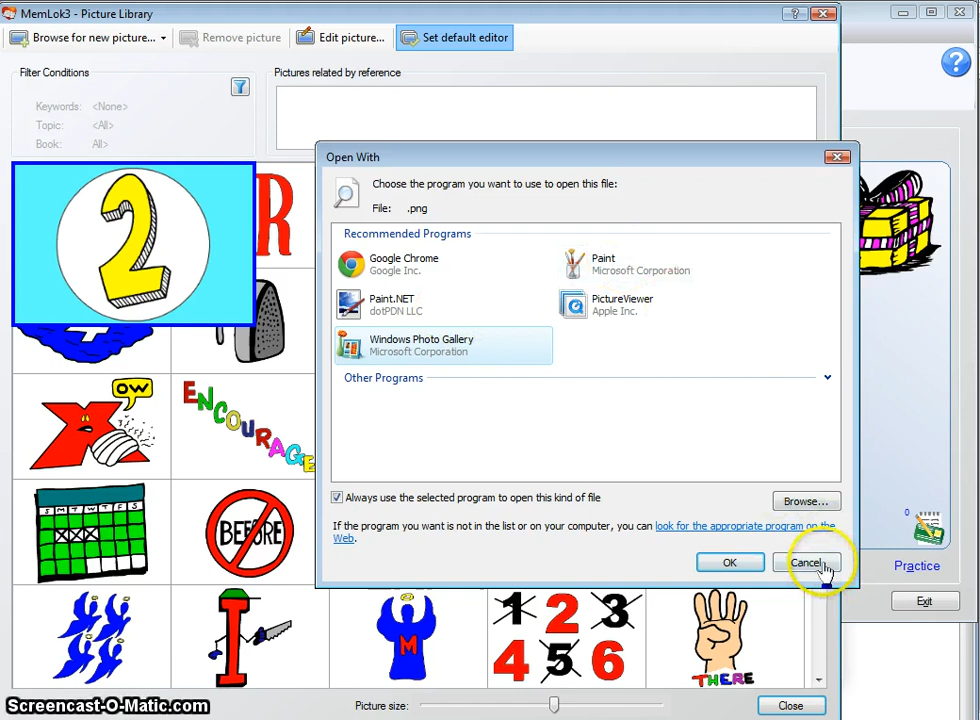 MemLok3 - Picture Library
Browse for new picture...
Remove picture
Edit picture...
Set default editor
Filter Conditions
Keywords: <None>
Topic: <All>
Book: All>
Pictures related by reference
2
R
OW
ENCOURAGE
S M T W T F S
BEFORE
I
M
1 2 3
4 5 6
THERE
Open With
Choose the program you want to use to open this file:
File: .png
Recommended Programs
Google Chrome
Google Inc.
Paint
Microsoft Corporation
Paint.NET
dotPDN LLC
PictureViewer
Apple Inc.
Windows Photo Gallery
Microsoft Corporation
Other Programs
Always use the selected program to open this kind of file
Browse...
If the program you want is not in the list or on your computer, you can look for the appropriate program on the
Web.
OK
Cancel
0
Practice
Exit
Picture size:
Close
Screencast-O-Matic.com